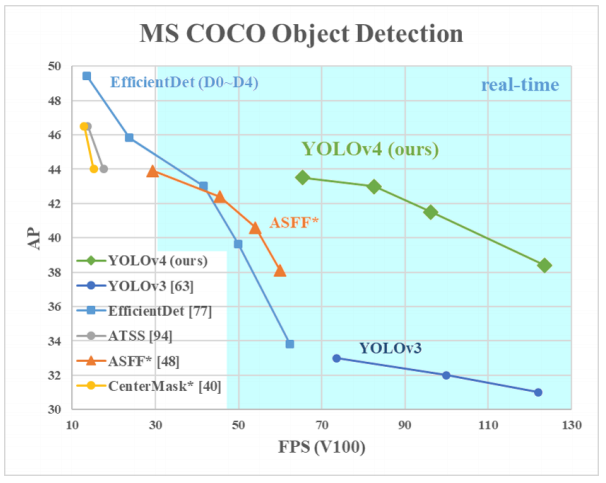 MS COCO Object Detection
50
48
46
44
42
40
38
36
34
32
30
AP
EfficientDet (D0~D4)
real-time
YOLOv4 (ours)
ASFF*
YOLOv3
YOLOv4 (ours)
YOLOv3 [63]
EfficientDet [77]
ATSS [94]
ASFF* [48]
CenterMask* [40]
10 30 50 70 90 110 130
FPS (V100)